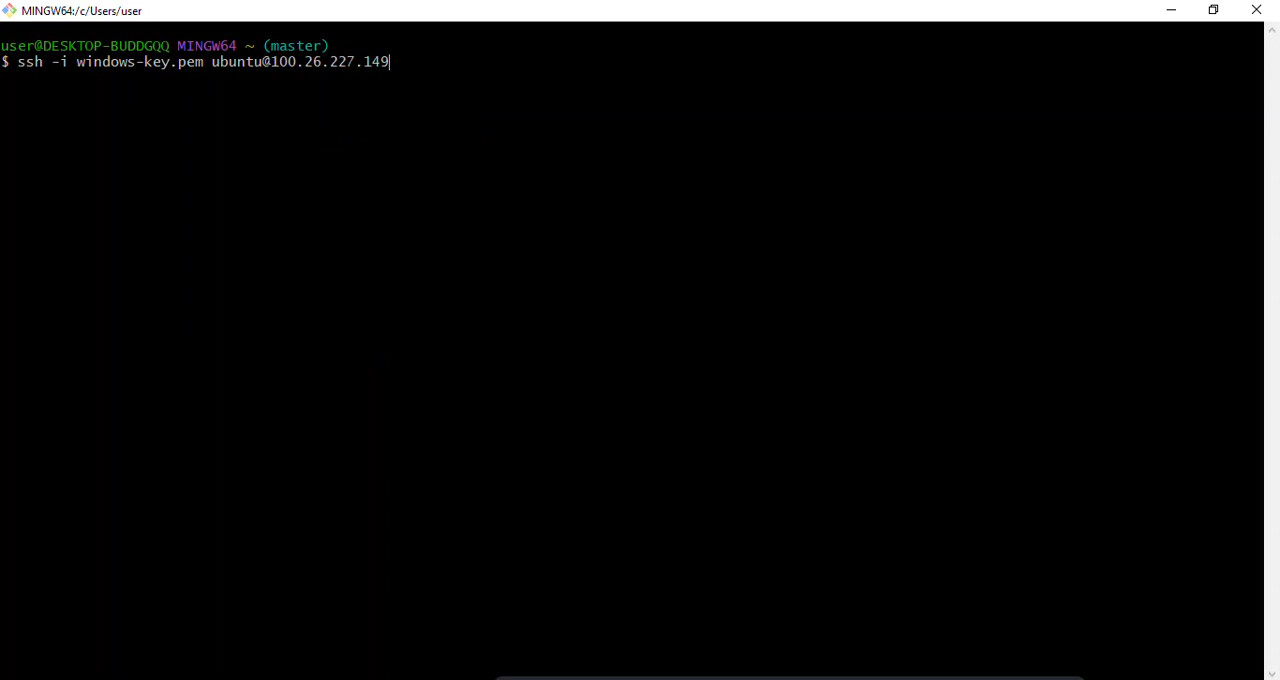 MINGW64:/c/Users/user
user@DESKTOP-BUDDGQQ MINGW64 ~ (master)
$ ssh -i windows-key.pem ubuntu@100.26.227.149